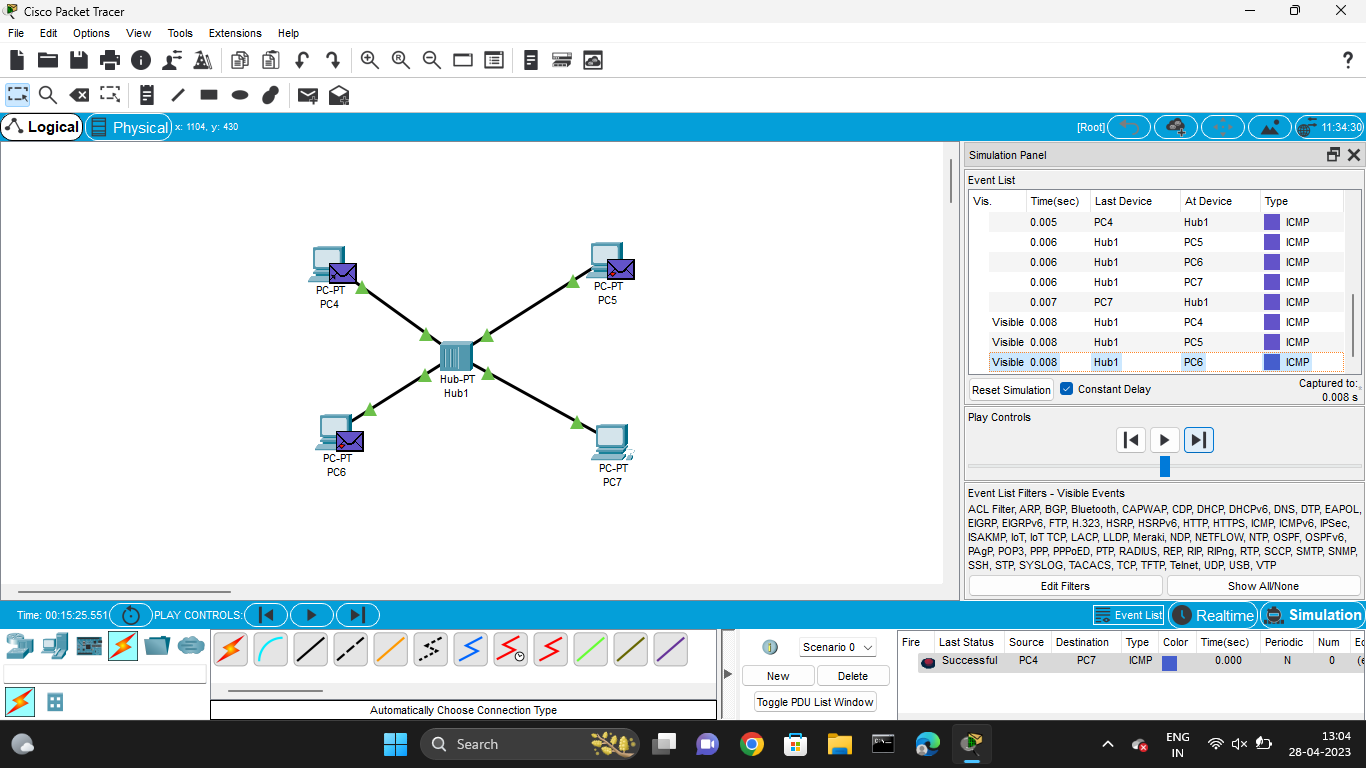 Cisco Packet Tracer
File Edit Options View Tools Extensions Help
?
Logical Physical x: 1104, y: 430 [Root] 11:34:30
Simulation Panel
Event List
Vis. Time(sec) Last Device At Device Type
0.005 PC4 Hub1 ICMP
0.006 Hub1 PC5 ICMP
0.006 Hub1 PC6 ICMP
0.006 Hub1 PC7 ICMP
0.007 PC7 Hub1 ICMP
Visible 0.008 Hub1 PC4 ICMP
Visible 0.008 Hub1 PC5 ICMP
Visible 0.008 Hub1 PC6 ICMP
Reset Simulation Constant Delay Captured to:
0.008 s
Play Controls
Event List Filters - Visible Events
ACL Filter, ARP, BGP, Bluetooth, CAPWAP, CDP, DHCP, DHCPv6, DNS, DTP, EAPOL,
EIGRP, EIGRPv6, FTP, H.323, HSRP, HSRPv6, HTTP, HTTPS, ICMP, ICMPv6, IPSec,
ISAKMP, IoT, IoT TCP, LACP, LLDP, Meraki, NDP, NETFLOW, NTP, OSPF, OSPFv6,
PAgP, POP3, PPP, PPPoED, PTP, RADIUS, REP, RIP, RIPng, RTP, SCCP, SMTP, SNMP,
SSH, STP, SYSLOG, TACACS, TCP, TFTP, Telnet, UDP, USB, VTP
Edit Filters Show All/None
PC-PT
PC4
PC-PT
PC5
Hub-PT
Hub1
PC-PT
PC6
PC-PT
PC7
Time: 00:15:25.551 PLAY CONTROLS: Event List Realtime Simulation
Automatically Choose Connection Type
Scenario 0
New Delete
Toggle PDU List Window
Fire Last Status Source Destination Type Color Time(sec) Periodic Num Ec
Successful PC4 PC7 ICMP 0.000 N 0 (e
Search
ENG
IN
13:04
28-04-2023